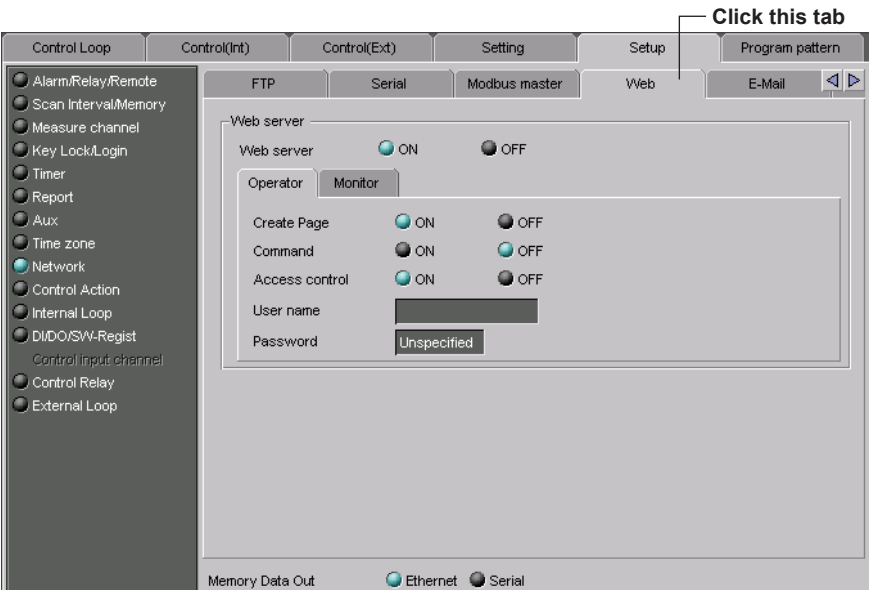 Click this tab
Control Loop Control(Int) Control(Ext) Setting Setup Program pattern
Alarm/Relay/Remote
Scan Interval/Memory
Measure channel
Key Lock/Login
Timer
Report
Aux
Time zone
Network
Control Action
Internal Loop
DI/DO/SW-Regist
Control input channel
Control Relay
External Loop
FTP Serial Modbus master Web E-Mail
Web server
Web server ON OFF
Operator Monitor
Create Page ON OFF
Command ON OFF
Access control ON OFF
User name
Password Unspecified
Memory Data Out Ethernet Serial